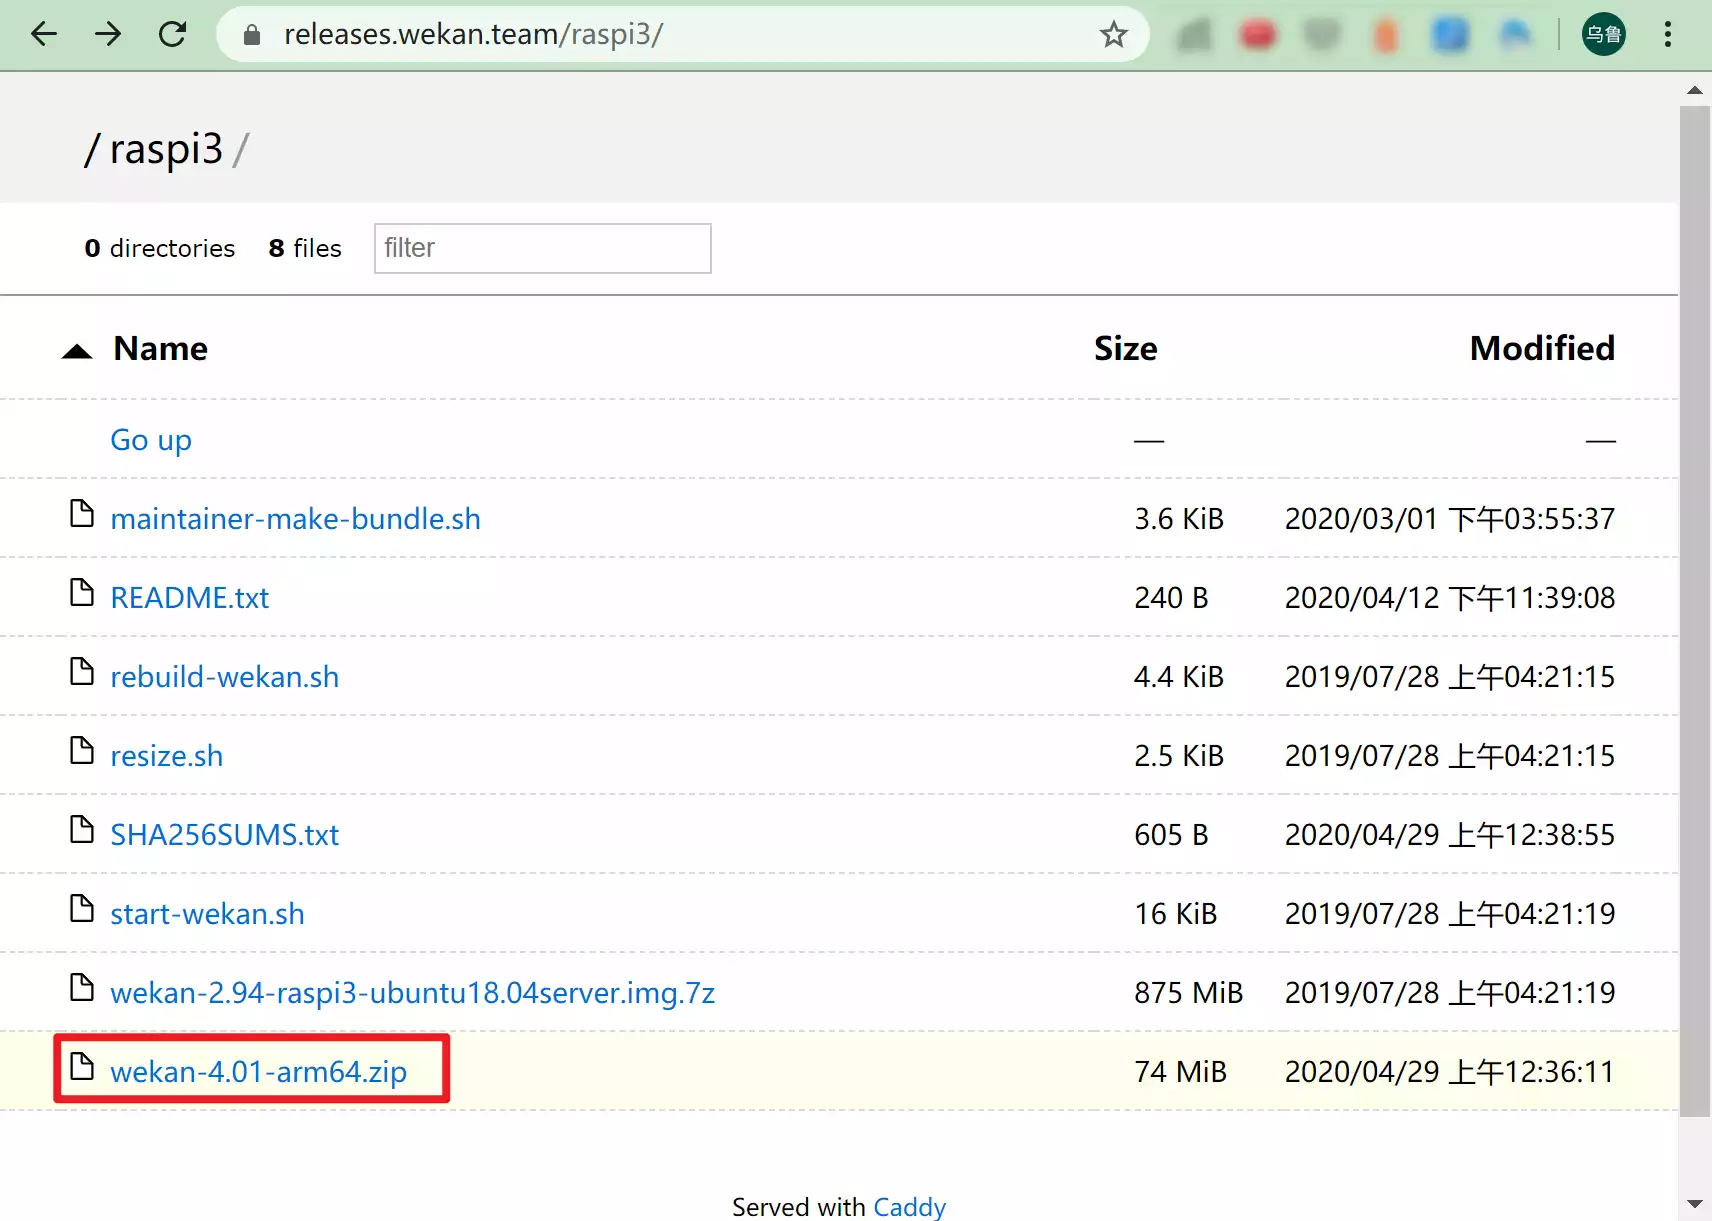 releases.wekan.team/raspi3/ 乌鲁
/ raspi3 /
0 directories 8 files filter
Name Size Modified
Go up — —
maintainer-make-bundle.sh 3.6 KiB 2020/03/01 下午03:55:37
README.txt 240 B 2020/04/12 下午11:39:08
rebuild-wekan.sh 4.4 KiB 2019/07/28 上午04:21:15
resize.sh 2.5 KiB 2019/07/28 上午04:21:15
SHA256SUMS.txt 605 B 2020/04/29 上午12:38:55
start-wekan.sh 16 KiB 2019/07/28 上午04:21:19
wekan-2.94-raspi3-ubuntu18.04server.img.7z 875 MiB 2019/07/28 上午04:21:19
wekan-4.01-arm64.zip 74 MiB 2020/04/29 上午12:36:11
Served with Caddy